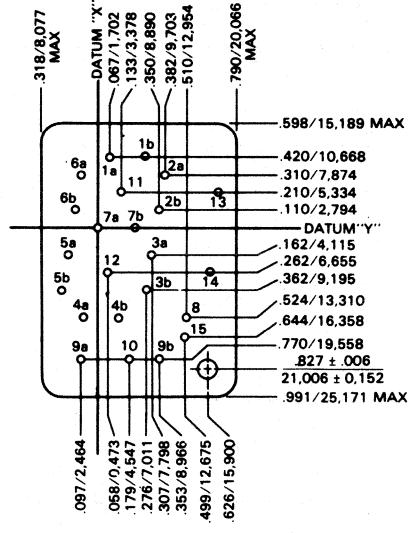 .318/8,077
MAX
DATUM "X"
.067/1,702
.133/3,378
.350/8,890
.382/9,703
.510/12,954
.790/20,066
MAX
.598/15,189 MAX
.420/10,668
.310/7,874
.210/5,334
.110/2,794
DATUM"Y"
.162/4,115
.262/6,655
.362/9,195
.524/13,310
.644/16,358
.770/19,558
.827 ± .006
21,006 ± 0,152
.991/25,171 MAX
1b
1a
2a
6a
11
13
6b
2b
7a
7b
5a
3a
12
14
5b
3b
4a
4b
8
15
9a
10
9b
.097/2,464
.058/0,473
.179/4,547
.276/7,011
.307/7,798
.353/8,966
.499/12,675
.626/15,900